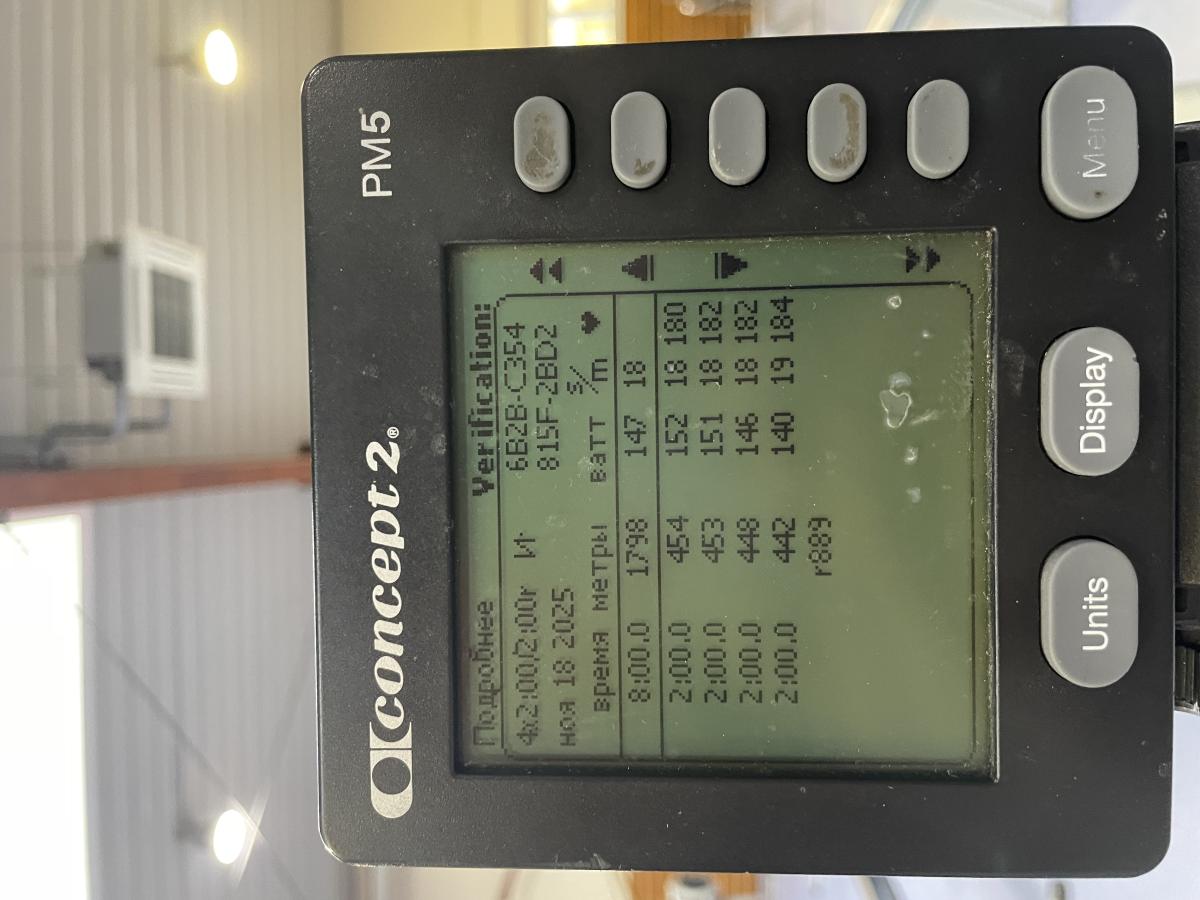 concept 2® PM5
Подробнее Verification:
4x2:00/2:00r И 6B2B-C354
ноя 18 2025 815F-2BD2
время метры ватт s/m ♥
8:00.0 1798 147 18
2:00.0 454 152 18 180
2:00.0 453 151 18 182
2:00.0 448 146 18 182
2:00.0 442 140 19 184
r889
Units Display Menu